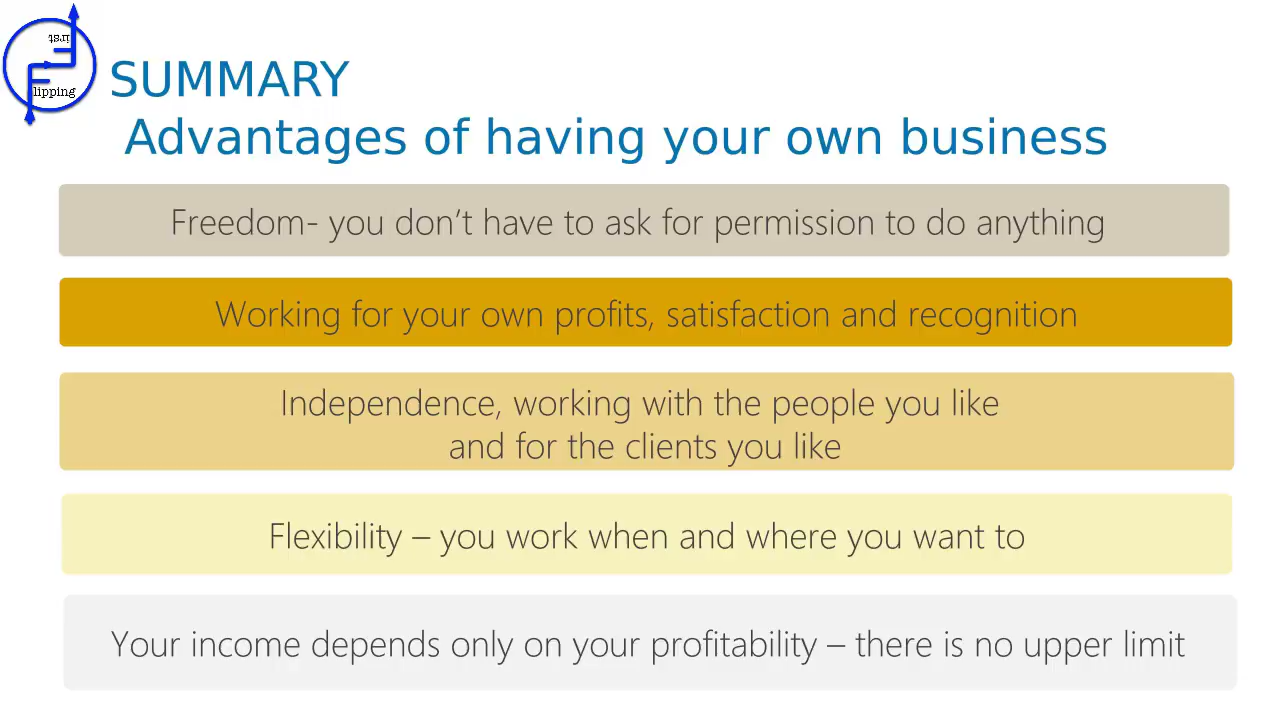 irst
lipping
SUMMARY
Advantages of having your own business
Freedom- you don’t have to ask for permission to do anything
Working for your own profits, satisfaction and recognition
Independence, working with the people you like
and for the clients you like
Flexibility – you work when and where you want to
Your income depends only on your profitability – there is no upper limit